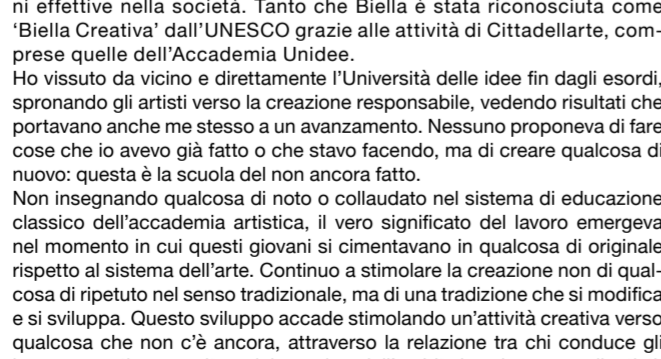 ni effettive nella società. Tanto che Biella è stata riconosciuta come
‘Biella Creativa’ dall’UNESCO grazie alle attività di Cittadellarte, com-
prese quelle dell’Accademia Unidee.
Ho vissuto da vicino e direttamente l’Università delle idee fin dagli esordi,
spronando gli artisti verso la creazione responsabile, vedendo risultati che
portavano anche me stesso a un avanzamento. Nessuno proponeva di fare
cose che io avevo già fatto o che stavo facendo, ma di creare qualcosa di
nuovo: questa è la scuola del non ancora fatto.
Non insegnando qualcosa di noto o collaudato nel sistema di educazione
classico dell’accademia artistica, il vero significato del lavoro emergeva
nel momento in cui questi giovani si cimentavano in qualcosa di originale
rispetto al sistema dell’arte. Continuo a stimolare la creazione non di qual-
cosa di ripetuto nel senso tradizionale, ma di una tradizione che si modifica
e si sviluppa. Questo sviluppo accade stimolando un’attività creativa verso
qualcosa che non c’è ancora, attraverso la relazione tra chi conduce gli